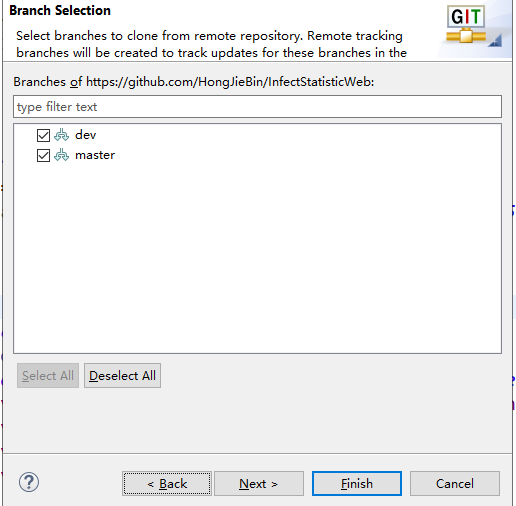 Branch Selection
Select branches to clone from remote repository. Remote tracking
branches will be created to track updates for these branches in the
GIT
Branches of https://github.com/HongJieBin/InfectStatisticWeb:
type filter text
dev
master
Select All
Deselect All
?
< Back
Next >
Finish
Cancel